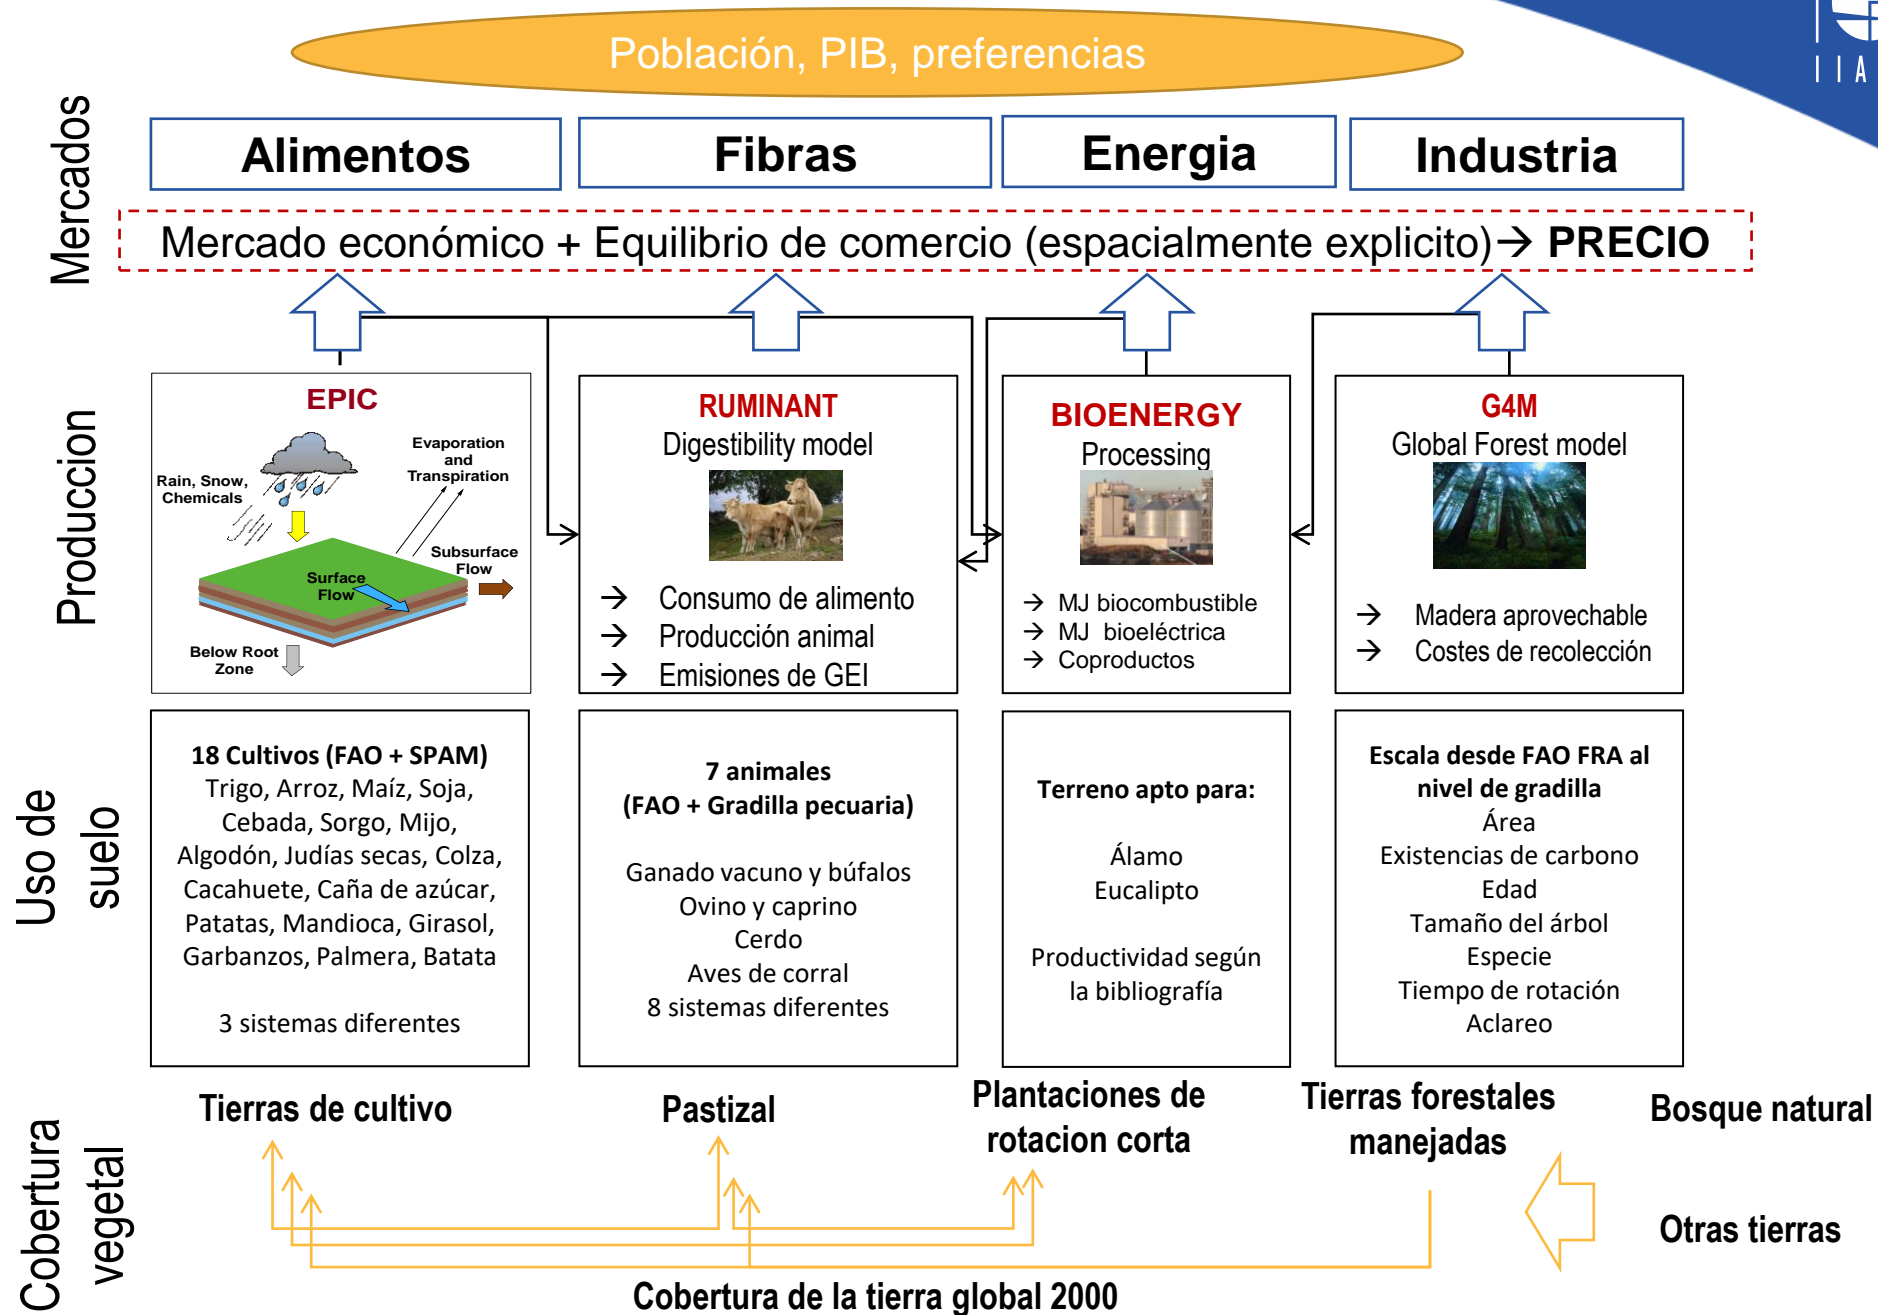 Población, PIB, preferencias
IIA
Mercados
Alimentos
Fibras
Energia
Industria
Mercado económico + Equilibrio de comercio (espacialmente explicito)→ PRECIO
Produccion
EPIC
Rain, Snow,
Chemicals
Evaporation
and
Transpiration
Subsurface
Flow
Surface
Flow
Below Root
Zone
RUMINANT
Digestibility model
→ Consumo de alimento
→ Producción animal
→ Emisiones de GEI
BIOENERGY
Processing
→ MJ biocombustible
→ MJ bioeléctrica
→ Coproductos
G4M
Global Forest model
→ Madera aprovechable
→ Costes de recolección
Uso de
suelo
18 Cultivos (FAO + SPAM)
Trigo, Arroz, Maíz, Soja,
Cebada, Sorgo, Mijo,
Algodón, Judías secas, Colza,
Cacahuete, Caña de azúcar,
Patatas, Mandioca, Girasol,
Garbanzos, Palmera, Batata
3 sistemas diferentes
7 animales
(FAO + Gradilla pecuaria)
Ganado vacuno y búfalos
Ovino y caprino
Cerdo
Aves de corral
8 sistemas diferentes
Terreno apto para:
Álamo
Eucalipto
Productividad según
la bibliografía
Escala desde FAO FRA al
nivel de gradilla
Área
Existencias de carbono
Edad
Tamaño del árbol
Especie
Tiempo de rotación
Aclareo
Cobertura
vegetal
Tierras de cultivo
Pastizal
Plantaciones de
rotacion corta
Tierras forestales
manejadas
Bosque natural
Otras tierras
Cobertura de la tierra global 2000